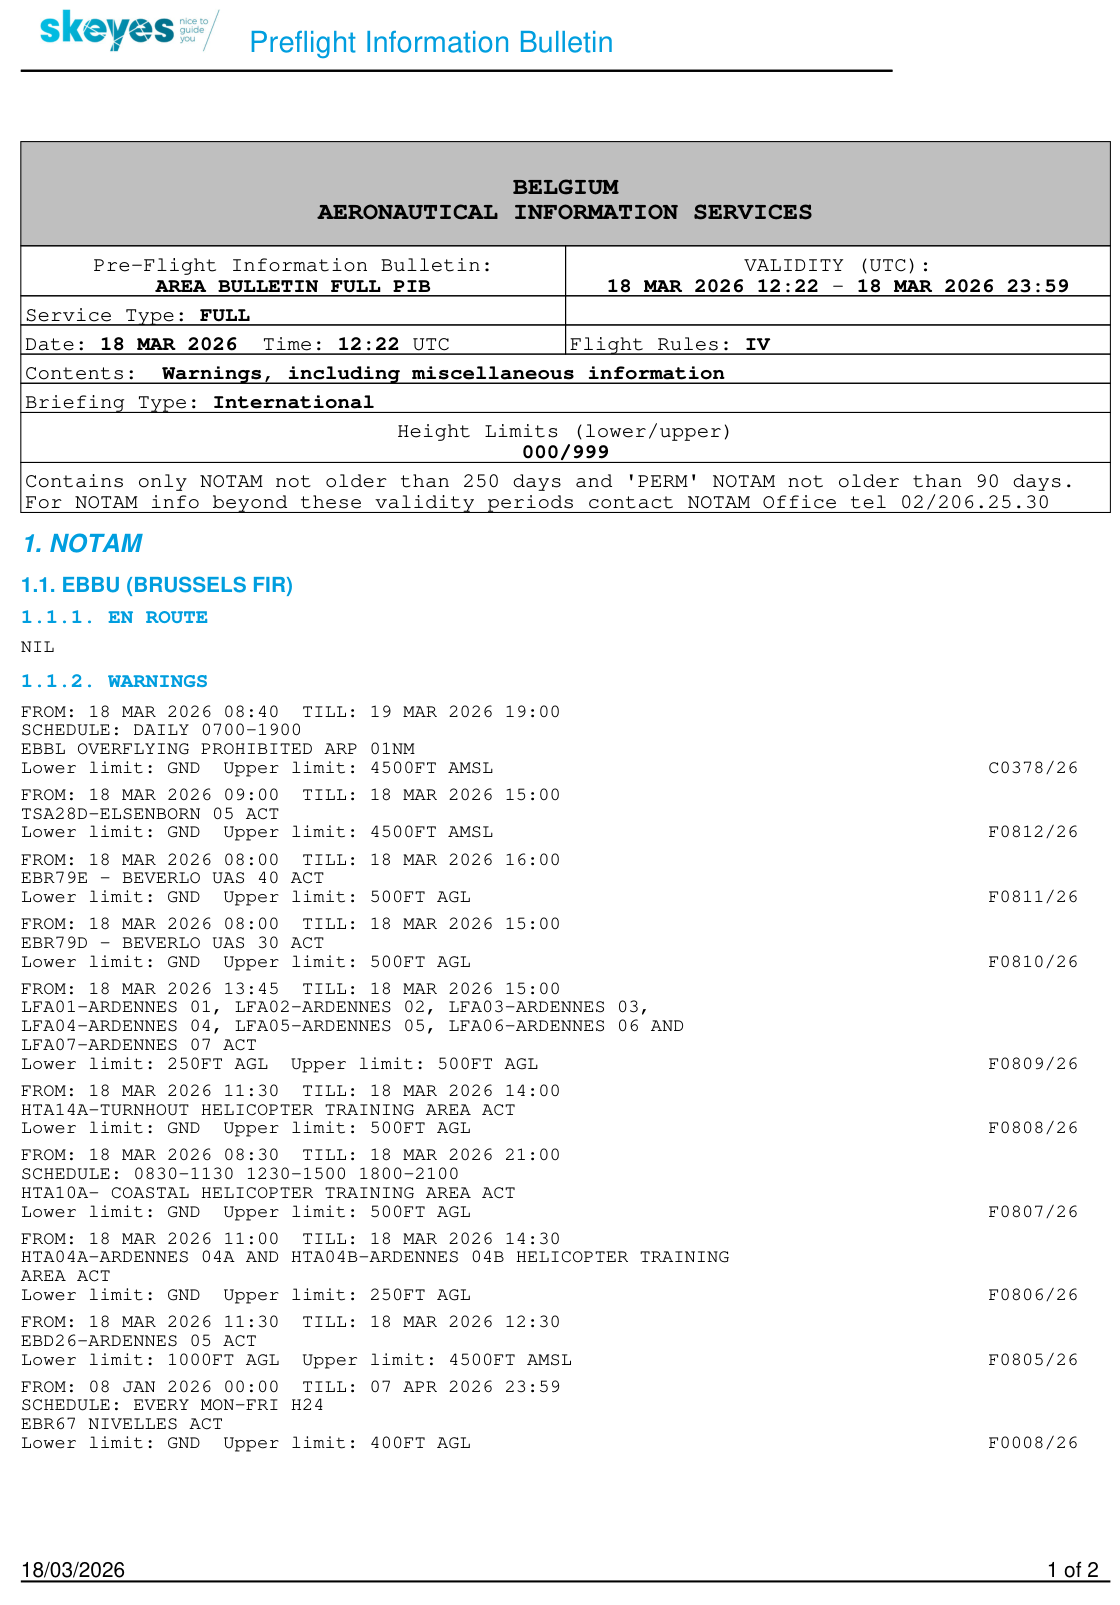 skeyes nice to guide you
Preflight Information Bulletin
BELGIUM
AERONAUTICAL INFORMATION SERVICES
Pre-Flight Information Bulletin:
AREA BULLETIN FULL PIB
VALIDITY (UTC):
18 MAR 2026 12:22 - 18 MAR 2026 23:59
Service Type: FULL
Date: 18 MAR 2026 Time: 12:22 UTC
Flight Rules: IV
Contents: Warnings, including miscellaneous information
Briefing Type: International
Height Limits (lower/upper)
000/999
Contains only NOTAM not older than 250 days and 'PERM' NOTAM not older than 90 days.
For NOTAM info beyond these validity periods contact NOTAM Office tel 02/206.25.30
1. NOTAM
1.1. EBBU (BRUSSELS FIR)
1.1.1. EN ROUTE
NIL
1.1.2. WARNINGS
FROM: 18 MAR 2026 08:40 TILL: 19 MAR 2026 19:00
SCHEDULE: DAILY 0700-1900
EBBL OVERFLYING PROHIBITED ARP 01NM
Lower limit: GND Upper limit: 4500FT AMSL C0378/26
FROM: 18 MAR 2026 09:00 TILL: 18 MAR 2026 15:00
TSA28D-ELSENBORN 05 ACT
Lower limit: GND Upper limit: 4500FT AMSL F0812/26
FROM: 18 MAR 2026 08:00 TILL: 18 MAR 2026 16:00
EBR79E - BEVERLO UAS 40 ACT
Lower limit: GND Upper limit: 500FT AGL F0811/26
FROM: 18 MAR 2026 08:00 TILL: 18 MAR 2026 15:00
EBR79D - BEVERLO UAS 30 ACT
Lower limit: GND Upper limit: 500FT AGL F0810/26
FROM: 18 MAR 2026 13:45 TILL: 18 MAR 2026 15:00
LFA01-ARDENNES 01, LFA02-ARDENNES 02, LFA03-ARDENNES 03,
LFA04-ARDENNES 04, LFA05-ARDENNES 05, LFA06-ARDENNES 06 AND
LFA07-ARDENNES 07 ACT
Lower limit: 250FT AGL Upper limit: 500FT AGL F0809/26
FROM: 18 MAR 2026 11:30 TILL: 18 MAR 2026 14:00
HTA14A-TURNHOUT HELICOPTER TRAINING AREA ACT
Lower limit: GND Upper limit: 500FT AGL F0808/26
FROM: 18 MAR 2026 08:30 TILL: 18 MAR 2026 21:00
SCHEDULE: 0830-1130 1230-1500 1800-2100
HTA10A- COASTAL HELICOPTER TRAINING AREA ACT
Lower limit: GND Upper limit: 500FT AGL F0807/26
FROM: 18 MAR 2026 11:00 TILL: 18 MAR 2026 14:30
HTA04A-ARDENNES 04A AND HTA04B-ARDENNES 04B HELICOPTER TRAINING
AREA ACT
Lower limit: GND Upper limit: 250FT AGL F0806/26
FROM: 18 MAR 2026 11:30 TILL: 18 MAR 2026 12:30
EBD26-ARDENNES 05 ACT
Lower limit: 1000FT AGL Upper limit: 4500FT AMSL F0805/26
FROM: 08 JAN 2026 00:00 TILL: 07 APR 2026 23:59
SCHEDULE: EVERY MON-FRI H24
EBR67 NIVELLES ACT
Lower limit: GND Upper limit: 400FT AGL F0008/26
18/03/2026 1 of 2